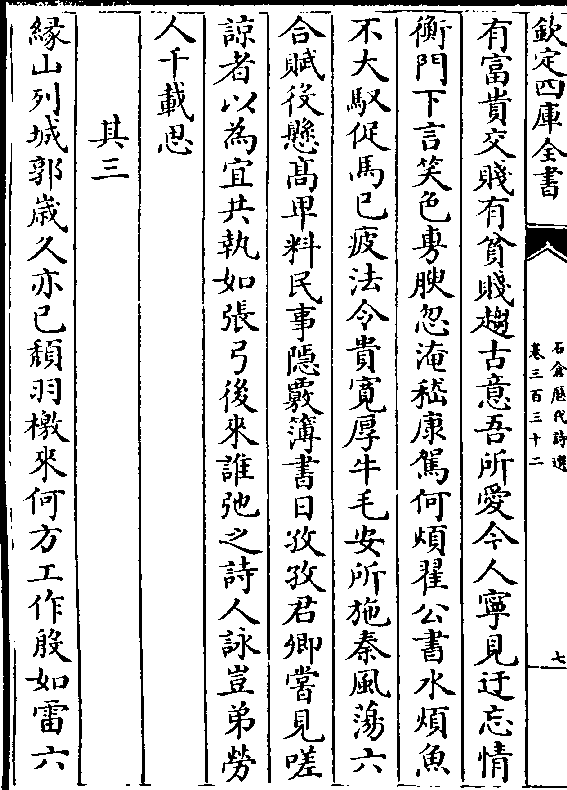 欽定四庫全書
石倉歴代詩選
卷三百三十二
七
有富貴交賤有貧賤趨古意吾所愛今人寧見迂忘情
衡門下言笑色旉腴忽淹嵇康駕何煩翟公書水煩魚
不大馭促馬已疲法令貴寛厚牛毛安所施秦風蕩六
合賦役懸髙卑料民事隱覈簿書日孜孜君卿嘗見嗟
諒者以為宜共執如張弓後來誰弛之詩人詠豈弟勞
人千載思
其三
縁山列城郭歳久亦已頽羽檄來何方工作殷如雷六